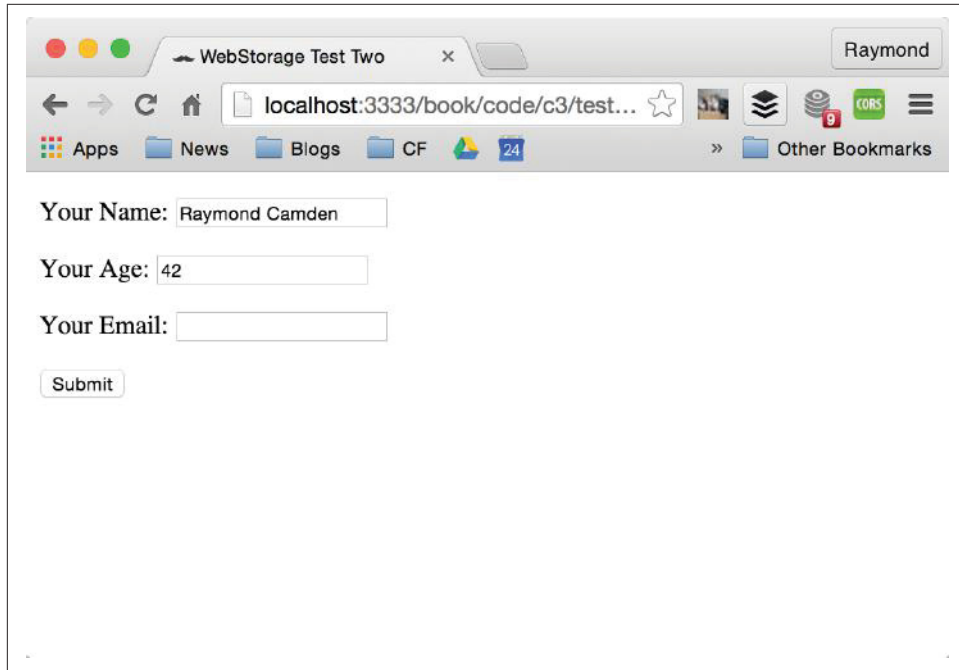 WebStorage Test Two
Raymond
localhost:3333/book/code/c3/test...
9
CORS
Apps News Blogs CF 24 » Other Bookmarks
Your Name: Raymond Camden
Your Age: 42
Your Email:
Submit